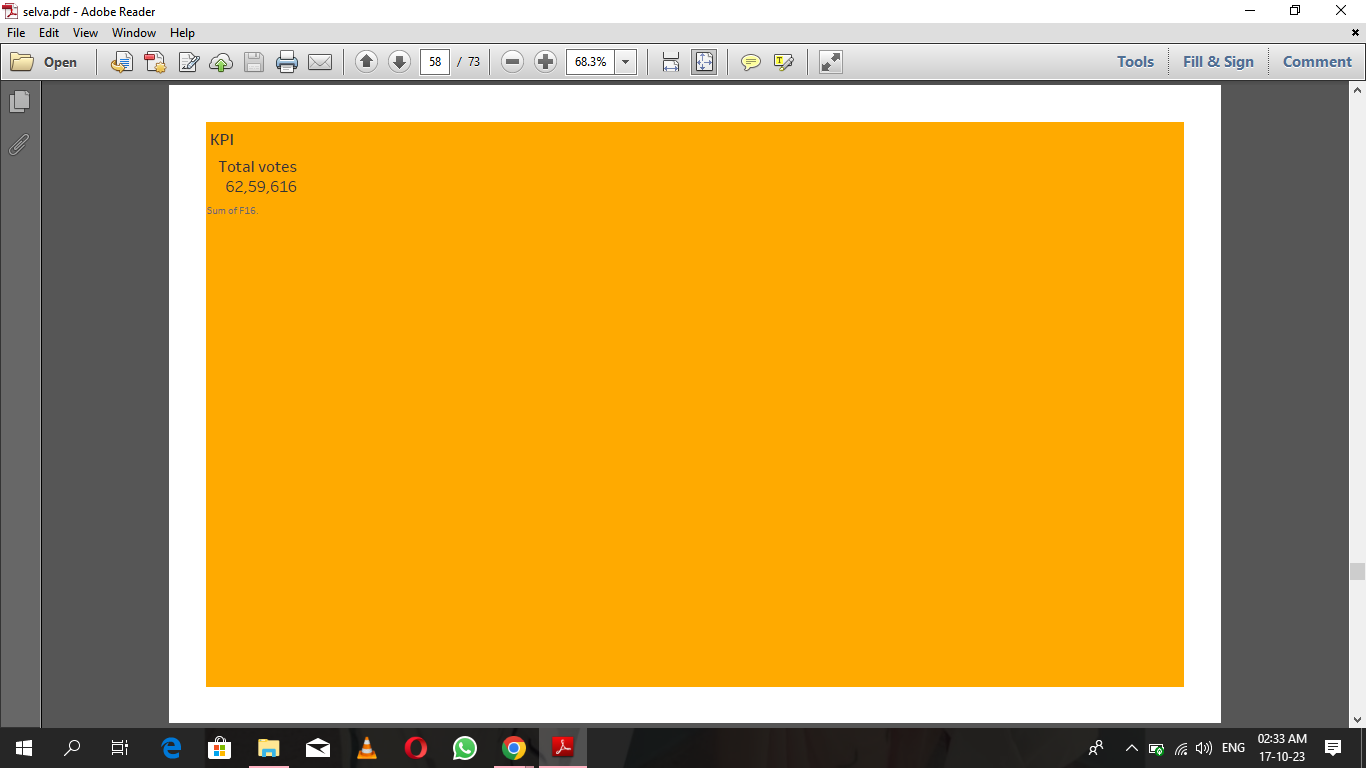 selva.pdf - Adobe Reader
File Edit View Window Help
Open
58 / 73
68.3%
Tools Fill & Sign Comment
KPI
Total votes
62,59,616
Sum of F16.
ENG
02:33 AM
17-10-23